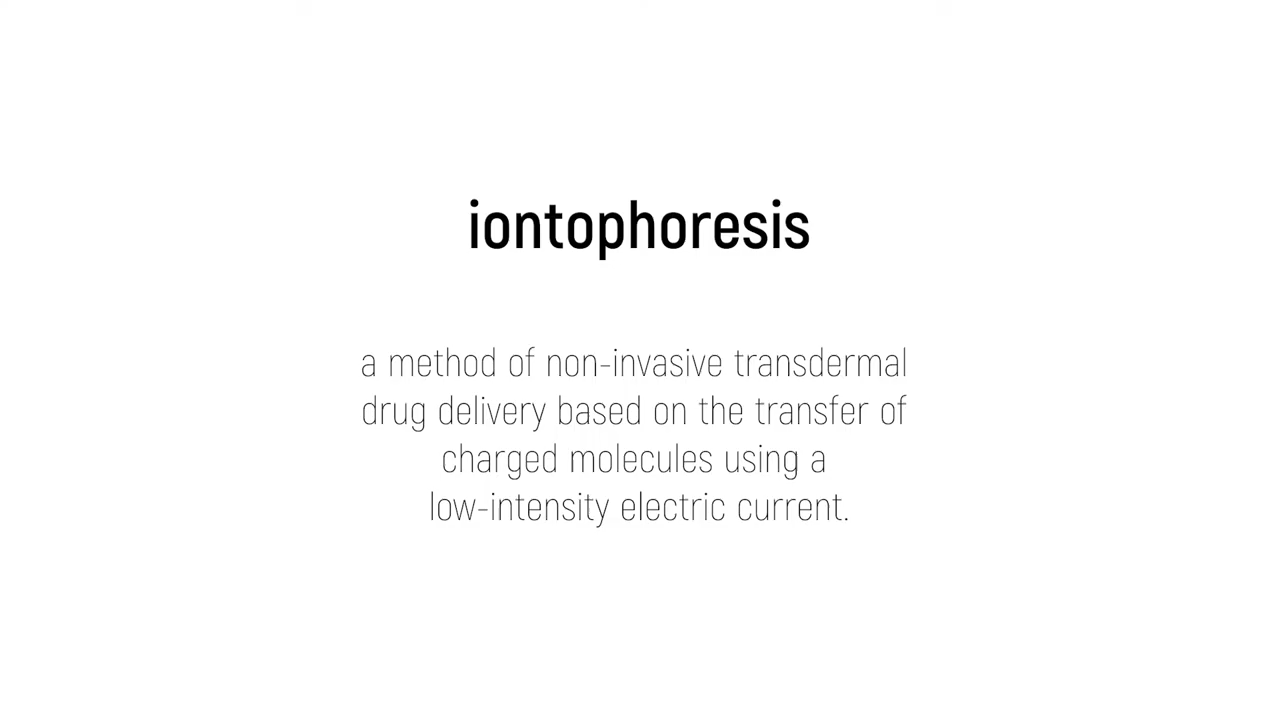 iontophoresis
a method of non-invasive transdermal
drug delivery based on the transfer of
charged molecules using a
low-intensity electric current.